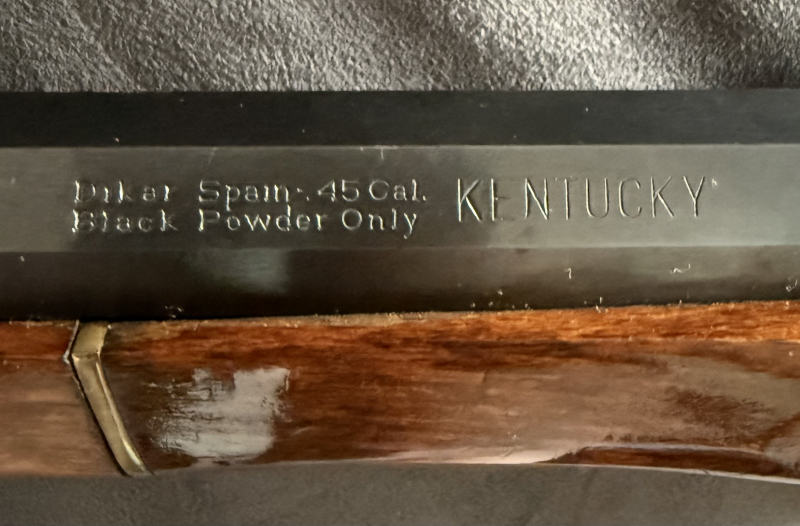 Dikar Spain-.45 Cal. KENTUCKY
Black Powder Only